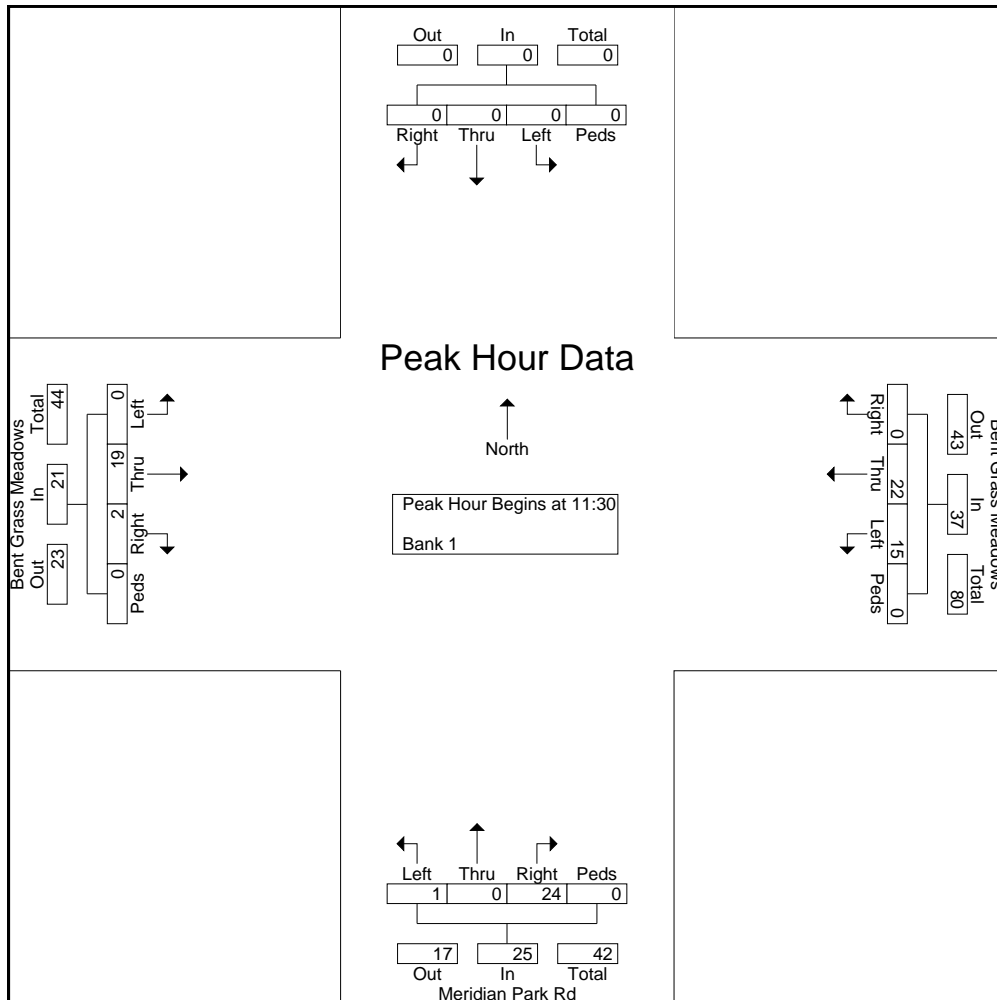 Out In Total
0 0 0
0 0 0 0
Right Thru Left Peds
Peak Hour Data
North
Peak Hour Begins at 11:30
Bank 1
Bent Grass Meadows
Total In Out
44 21 23
0 19 2 0
Left Thru Right Peds
Bent Grass Meadows
Out In Total
43 37 80
0 22 15 0
Right Thru Left Peds
Left Thru Right Peds
1 0 24 0
17 25 42
Out In Total
Meridian Park Rd